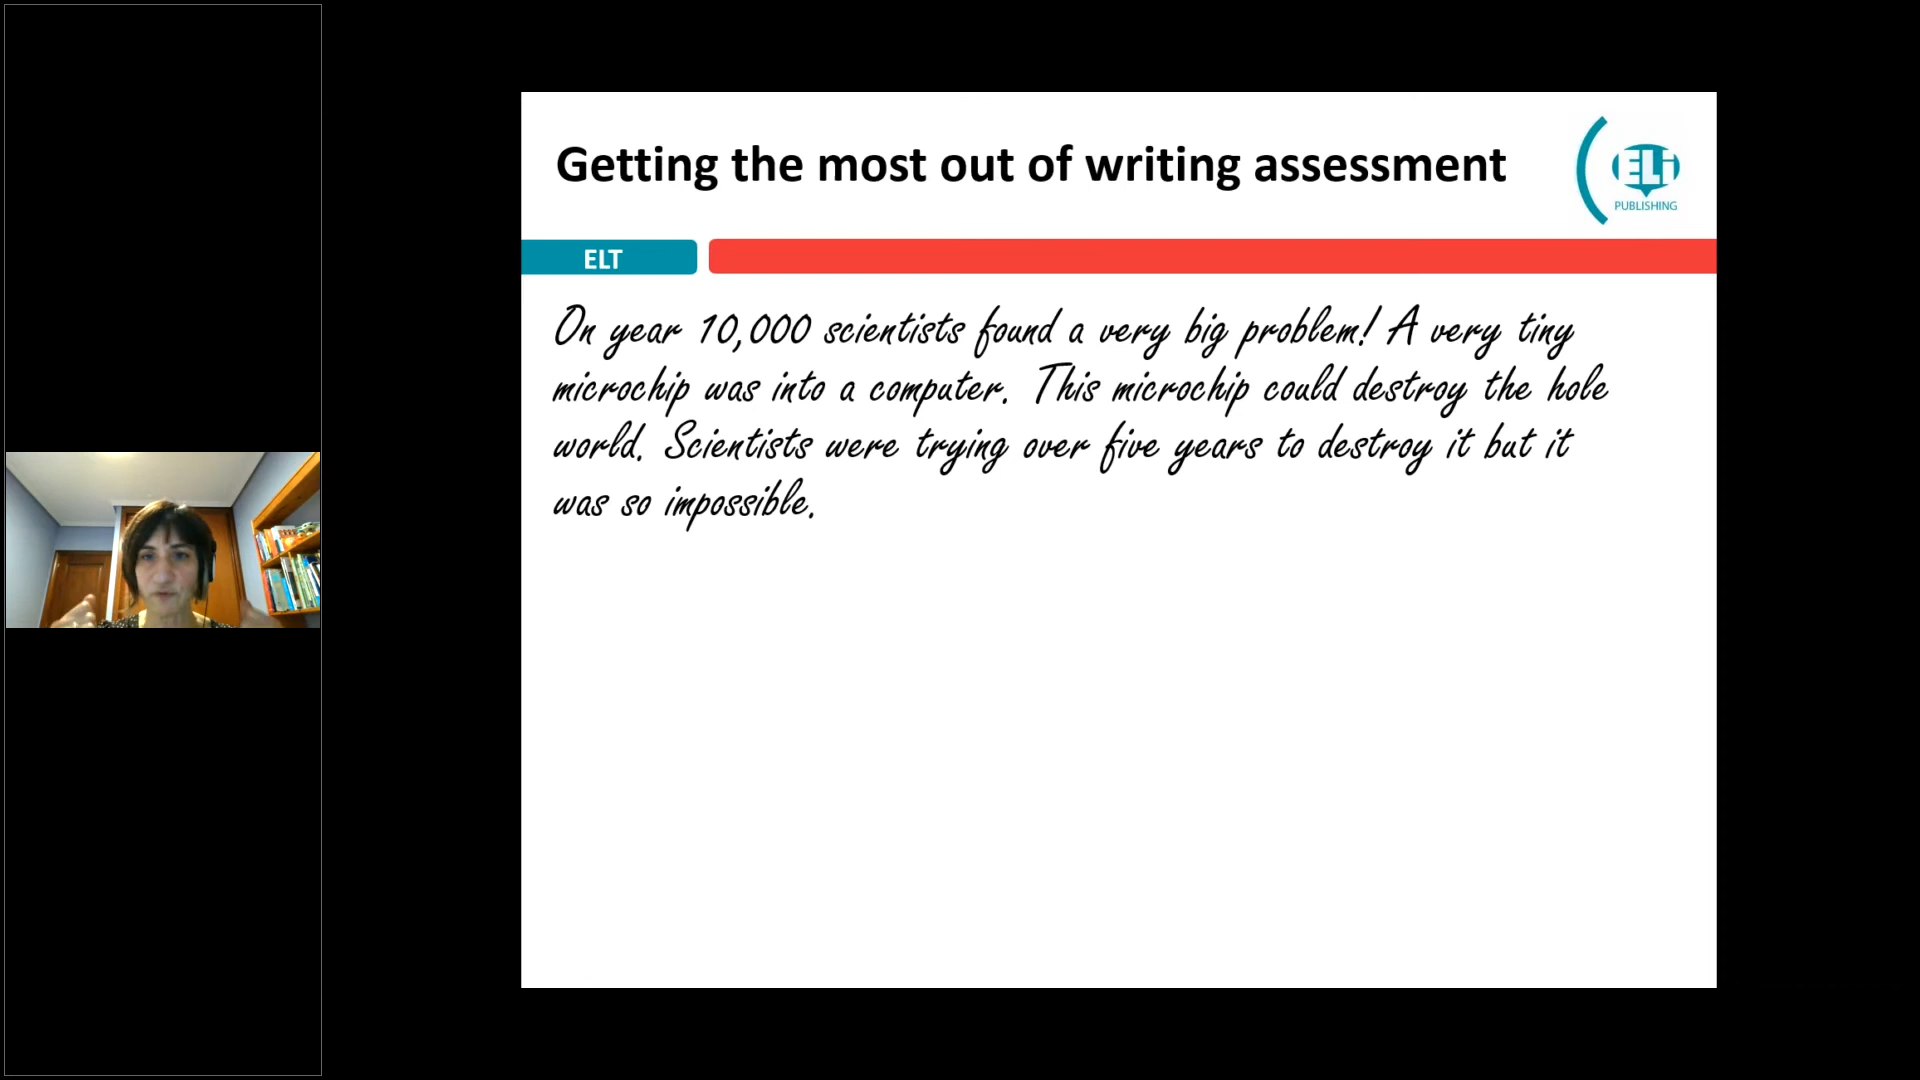 Getting the most out of writing assessment
ELi
PUBLISHING
ELT
On year 10,000 scientists found a very big problem! A very tiny
microchip was into a computer. This microchip could destroy the hole
world. Scientists were trying over five years to destroy it but it
was so impossible.